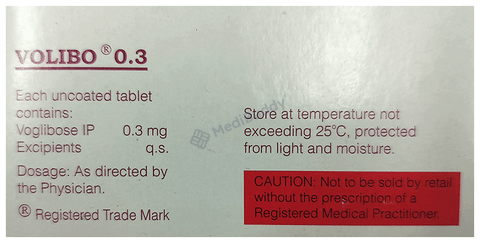 VOLIBO ® 0.3
Each uncoated tablet
contains:
Voglibose IP 0.3 mg
Excipients q.s.
Dosage: As directed by
the Physician.
® Registered Trade Mark
Store at temperature not
exceeding 25°C, protected
from light and moisture.
CAUTION: Not to be sold by retail
without the prescription of a
Registered Medical Practitioner.
MediBuddy